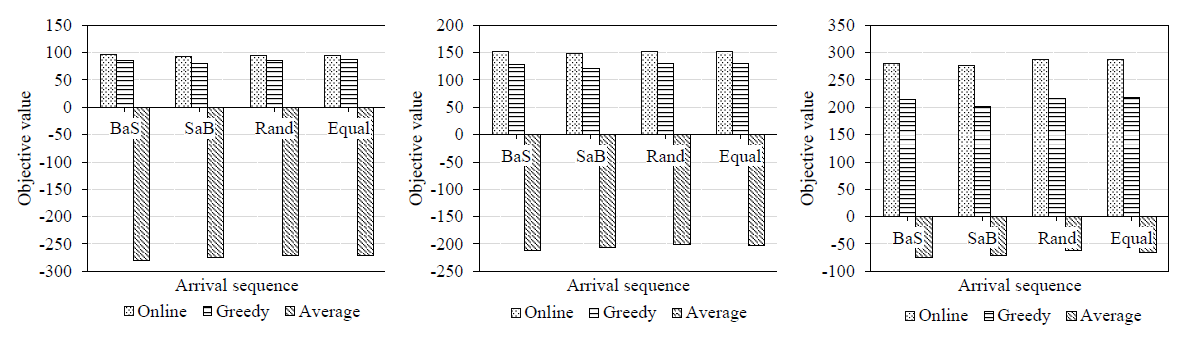 150
100
50
0
-50
-100
-150
-200
-250
-300
Objective value
BaS SaB Rand Equal
Arrival sequence
Online Greedy Average
200
150
100
50
0
-50
-100
-150
-200
-250
Objective value
BaS SaB Rand Equal
Arrival sequence
Online Greedy Average
350
300
250
200
150
100
50
0
-50
-100
Objective value
BaS SaB Rand Equal
Arrival sequence
Online Greedy Average